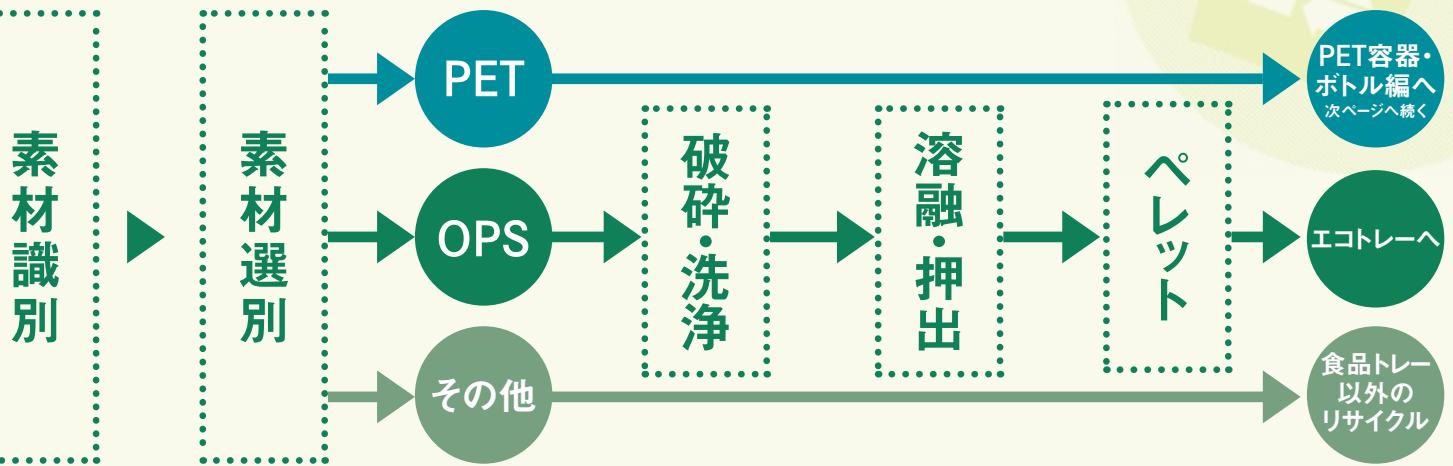 素材識別
素材選別
PET
PET容器・
ボトル編へ
次ページへ続く
OPS
破砕・洗浄
溶融・押出
ペレット
エコトレーへ
その他
食品トレー
以外の
リサイクル